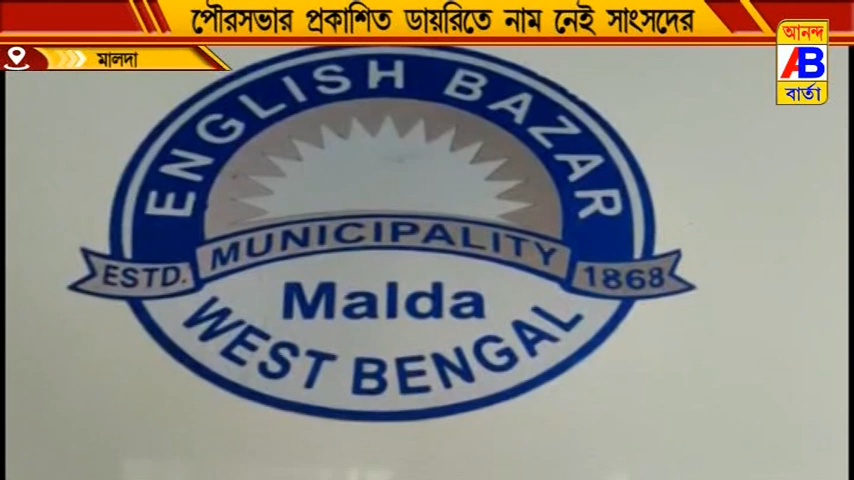 পৌরসভার প্রকাশিত ডায়রিতে নাম নেই সাংসদের
মালদা
আনন্দ
AB
বার্তা
ENGLISH BAZAR
MUNICIPALITY
ESTD. 1868
Malda
WEST BENGAL